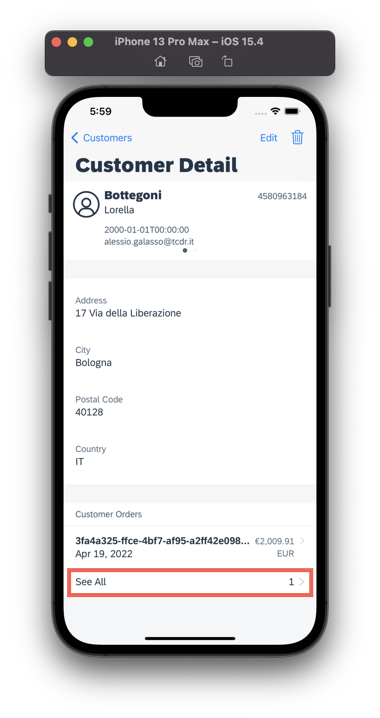 iPhone 13 Pro Max – iOS 15.4
5:59
Customers
Edit
Customer Detail
Bottegoni
4580963184
Lorella
2000-01-01T00:00:00
alessio.galasso@tcdr.it
Address
17 Via della Liberazione
City
Bologna
Postal Code
40128
Country
IT
Customer Orders
3fa4a325-ffce-4bf7-af95-a2ff42e098... €2,009.91
Apr 19, 2022 EUR
See All 1